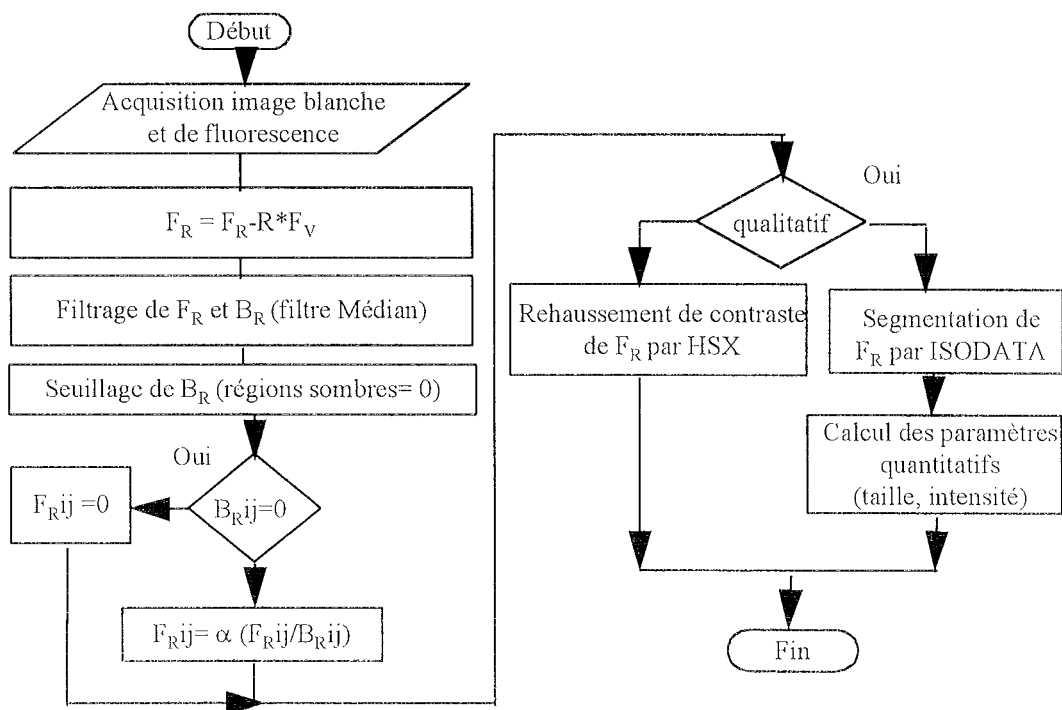 Début
Acquisition image blanche
et de fluorescence
F_R = F_R-R*F_V
Filtrage de F_R et B_R (filtre Médian)
Seuillage de B_R (régions sombres= 0)
Oui
B_Rij=0
F_Rij =0
F_Rij= α (F_Rij/B_Rij)
Oui
qualitatif
Rehaussement de contraste
de F_R par HSX
Segmentation de
F_R par ISODATA
Calcul des paramètres
quantitatifs
(taille, intensité)
Fin